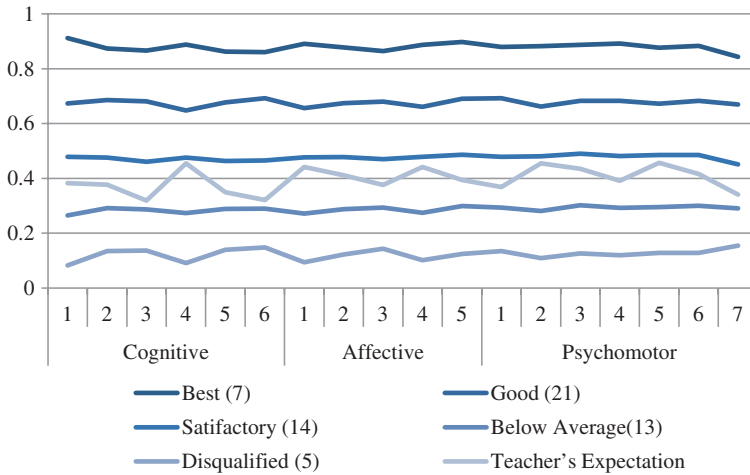 1
0.8
0.6
0.4
0.2
0
1 2 3 4 5 6 1 2 3 4 5 1 2 3 4 5 6 7
Cognitive Affective Psychomotor
Best (7) Good (21)
Satifactory (14) Below Average(13)
Disqualified (5) Teacher’s Expectation